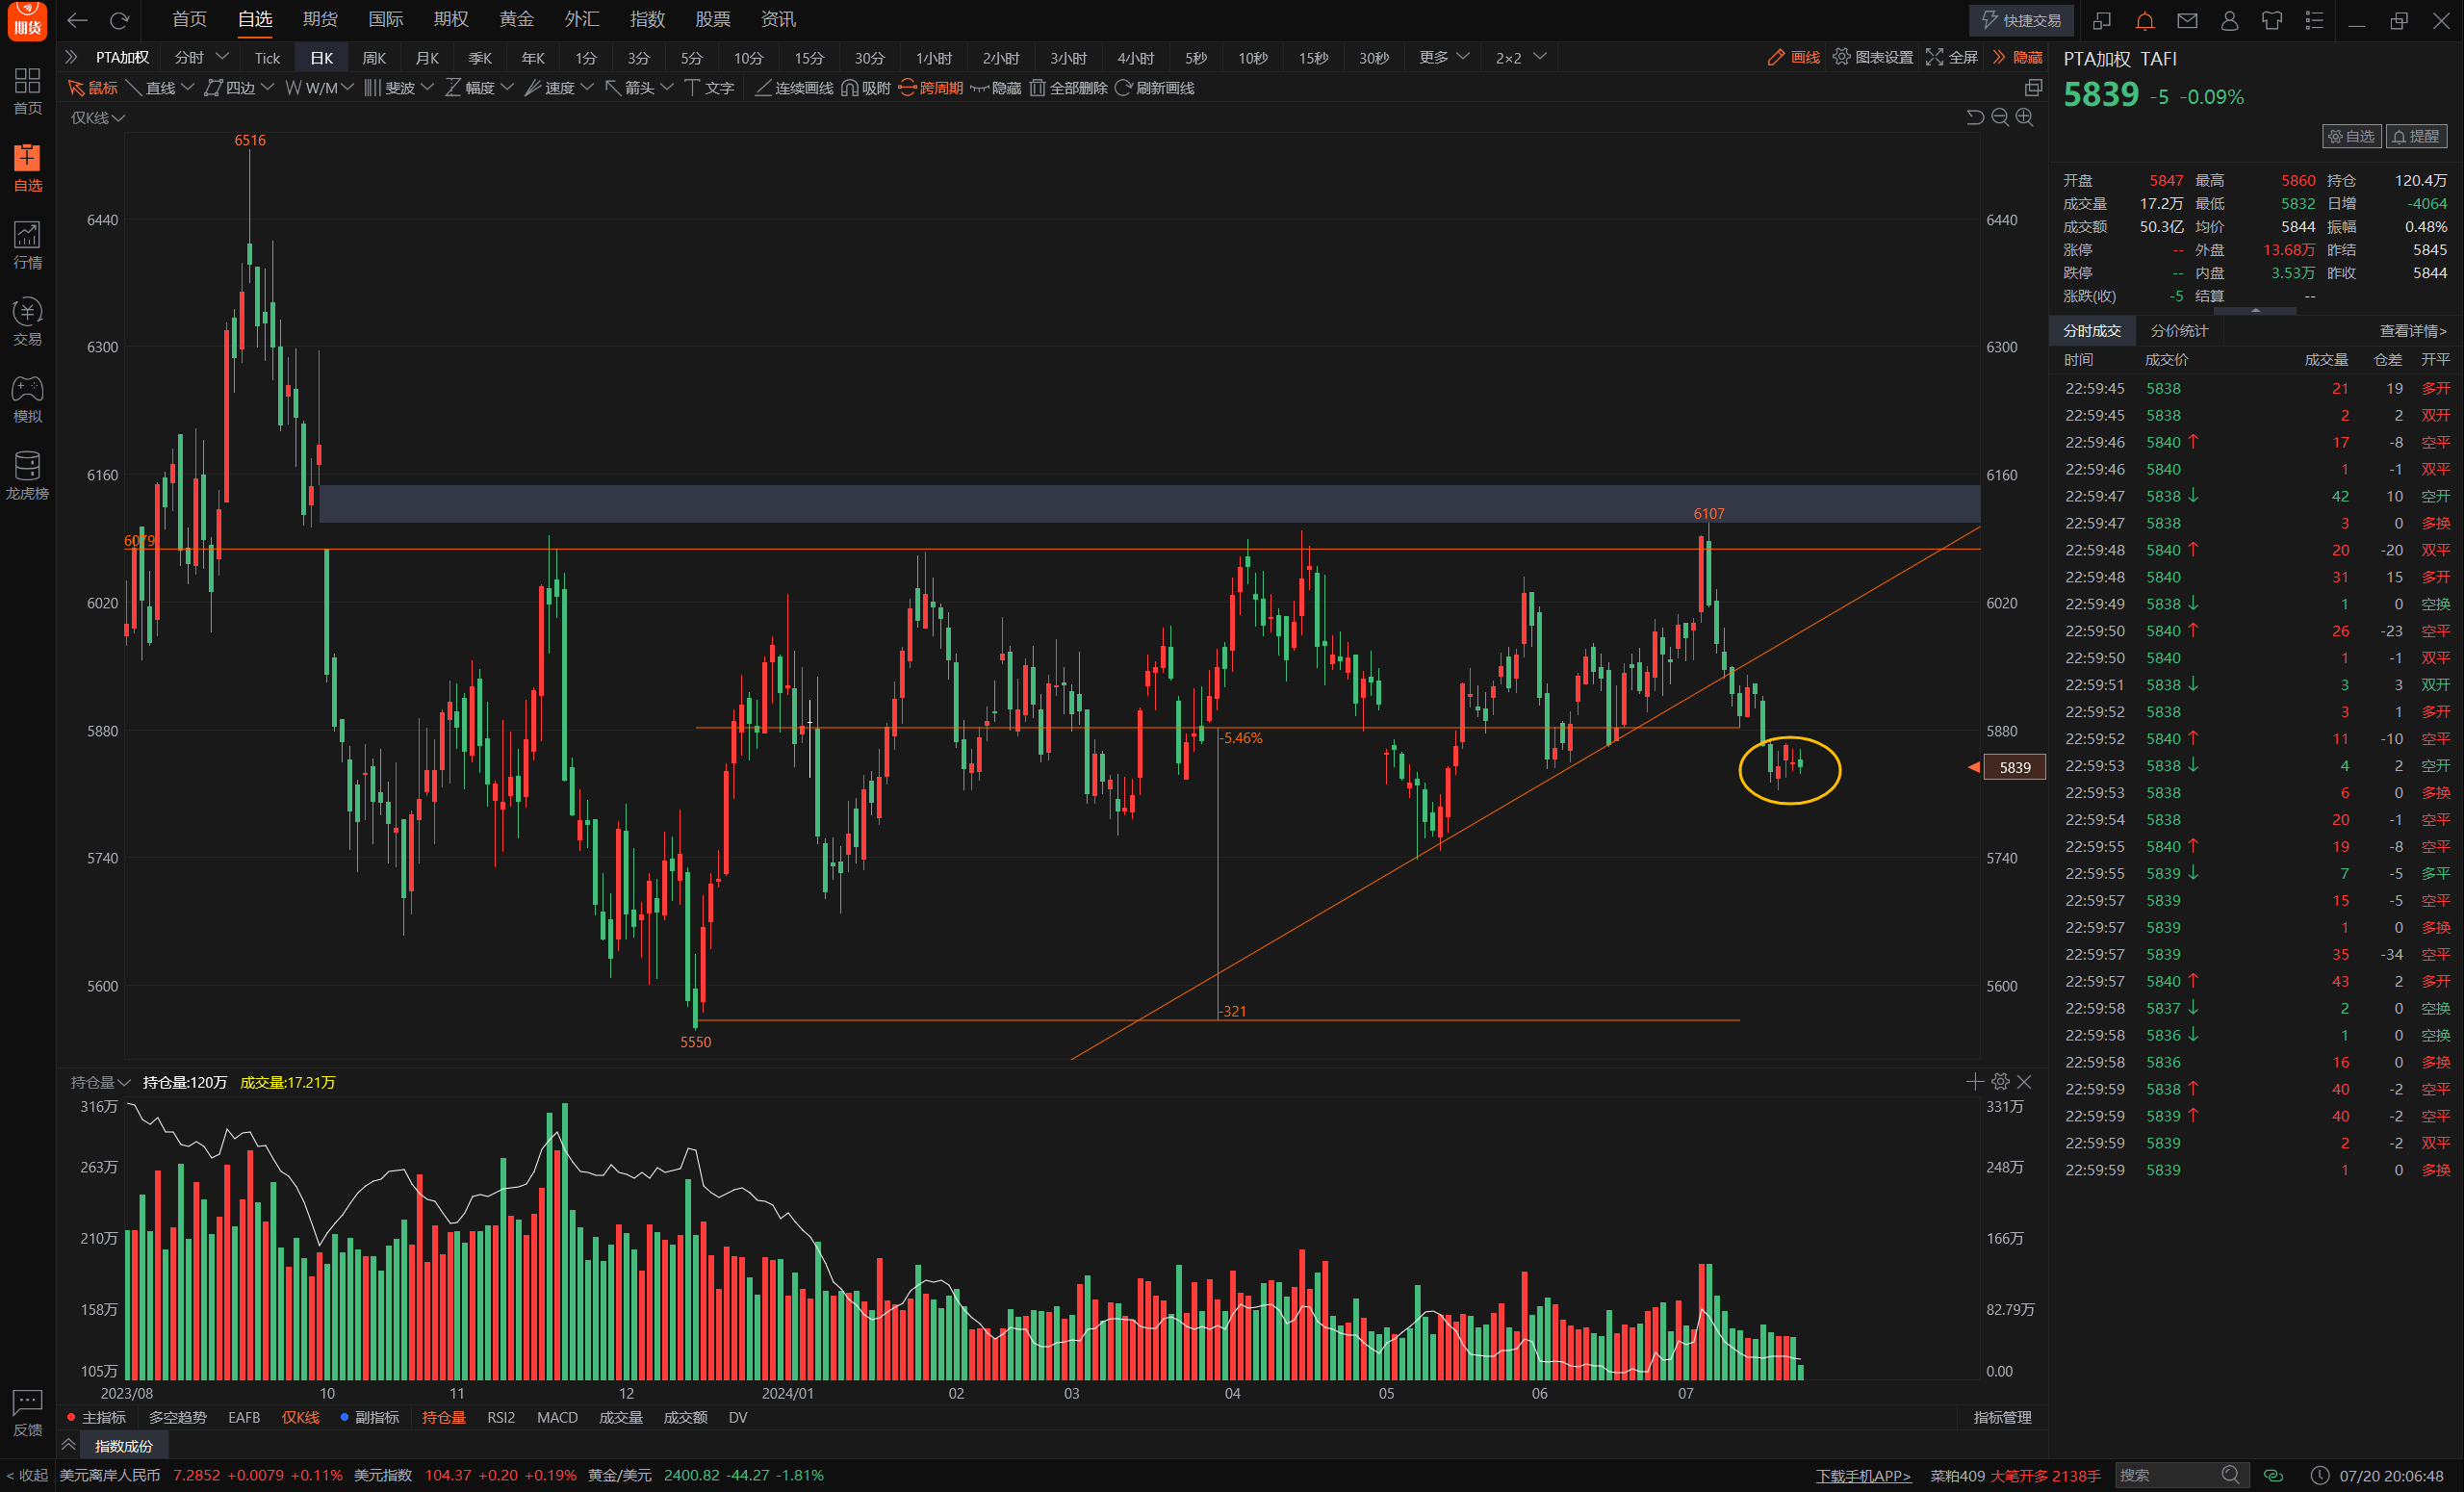 期货 首页 自选 期货 国际 期权 黄金 外汇 指数 股票 资讯 快捷交易
PTA加权 分时 Tick 日K 周K 月K 季K 年K 1分 3分 5分 10分 15分 30分 1小时 2小时 3小时 4小时 5秒 10秒 15秒 30秒 更多 2×2 画线 图表设置 全屏 隐藏
鼠标 直线 四边 W/M 斐波 幅度 速度 箭头 文字 连续画线 吸附 跨周期 隐藏 全部删除 刷新画线
首页
自选
行情
交易
模拟
龙虎榜
反馈
< 收起
仅K线
6516
6440 6440
6300 6300
6160 6160
6107
6079
6020 6020
5880 5880
-5.46%
5839
5740 5740
5600 5600
-321
5550
持仓量 持仓量:120万 成交量:17.21万
316万 331万
263万 248万
210万 166万
158万 82.79万
105万 0.00
2023/08 10 11 12 2024/01 02 03 04 05 06 07
主指标 多空趋势 EAFB 仅K线 副指标 持仓量 RSI2 MACD 成交量 成交额 DV 指标管理
指数成份
PTA加权 TAFI
5839 -5 -0.09%
自选 提醒
开盘 5847 最高 5860 持仓 120.4万
成交量 17.2万 最低 5832 日增 -4064
成交额 50.3亿 均价 5844 振幅 0.48%
涨停 -- 外盘 13.68万 昨结 5845
跌停 -- 内盘 3.53万 昨收 5844
涨跌(收) -5 结算 --
分时成交 分价统计 查看详情>
时间 成交价 成交量 仓差 开平
22:59:45 5838 21 19 多开
22:59:45 5838 2 2 双开
22:59:46 5840 ↑ 17 -8 空平
22:59:46 5840 1 -1 双平
22:59:47 5838 ↓ 42 10 空开
22:59:47 5838 3 0 多换
22:59:48 5840 ↑ 20 -20 双平
22:59:48 5840 31 15 多开
22:59:49 5838 ↓ 1 0 空换
22:59:50 5840 ↑ 26 -23 空平
22:59:50 5840 1 -1 双平
22:59:51 5838 ↓ 3 3 双开
22:59:52 5838 3 1 多开
22:59:52 5840 ↑ 11 -10 空平
22:59:53 5838 ↓ 4 2 空开
22:59:53 5838 6 0 多换
22:59:54 5838 20 -1 空平
22:59:55 5840 ↑ 19 -8 空平
22:59:55 5839 ↓ 7 -5 多平
22:59:57 5839 15 -5 空平
22:59:57 5839 1 0 多换
22:59:57 5839 35 -34 空平
22:59:57 5840 ↑ 43 2 多开
22:59:58 5837 ↓ 2 0 空换
22:59:58 5836 ↓ 1 0 空换
22:59:58 5836 16 0 多换
22:59:59 5838 ↑ 40 -2 空平
22:59:59 5839 ↑ 40 -2 空平
22:59:59 5839 2 -2 双平
22:59:59 5839 1 0 多换
美元离岸人民币 7.2852 +0.0079 +0.11% 美元指数 104.37 +0.20 +0.19% 黄金/美元 2400.82 -44.27 -1.81% 下载手机APP> 菜粕409 大笔开多 2138手 搜索 07/20 20:06:48